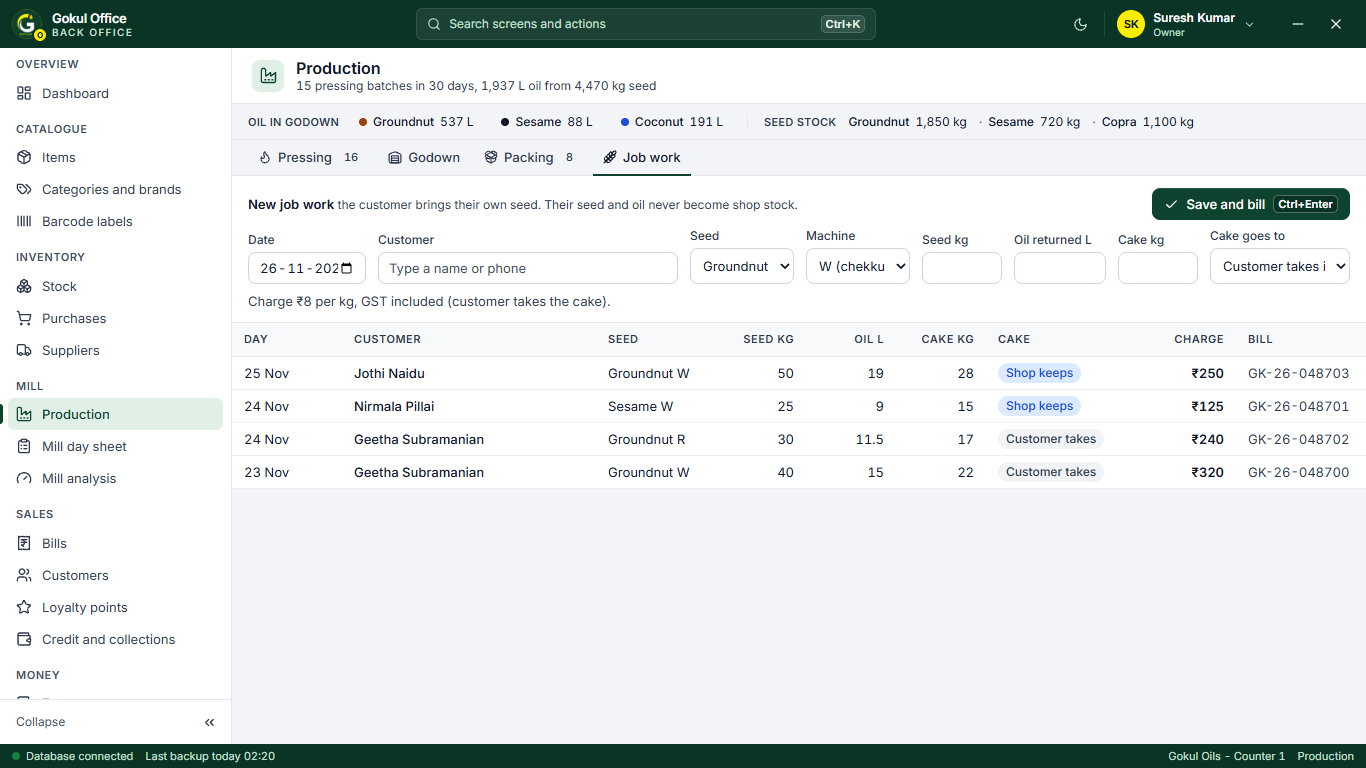 Gokul Office
BACK OFFICE
Search screens and actions Ctrl+K
SK Suresh Kumar
Owner
OVERVIEW
Dashboard
CATALOGUE
Items
Categories and brands
Barcode labels
INVENTORY
Stock
Purchases
Suppliers
MILL
Production
Mill day sheet
Mill analysis
SALES
Bills
Customers
Loyalty points
Credit and collections
MONEY
Collapse
Production
15 pressing batches in 30 days, 1,937 L oil from 4,470 kg seed
OIL IN GODOWN Groundnut 537 L Sesame 88 L Coconut 191 L SEED STOCK Groundnut 1,850 kg · Sesame 720 kg · Copra 1,100 kg
Pressing 16 Godown Packing 8 Job work
New job work the customer brings their own seed. Their seed and oil never become shop stock.
Save and bill Ctrl+Enter
Date Customer Seed Machine Seed kg Oil returned L Cake kg Cake goes to
26-11-202 Type a name or phone Groundnut W (chekku Customer takes i
Charge ₹8 per kg, GST included (customer takes the cake).
DAY CUSTOMER SEED SEED KG OIL L CAKE KG CAKE CHARGE BILL
25 Nov Jothi Naidu Groundnut W 50 19 28 Shop keeps ₹250 GK-26-048703
24 Nov Nirmala Pillai Sesame W 25 9 15 Shop keeps ₹125 GK-26-048701
24 Nov Geetha Subramanian Groundnut R 30 11.5 17 Customer takes ₹240 GK-26-048702
23 Nov Geetha Subramanian Groundnut W 40 15 22 Customer takes ₹320 GK-26-048700
Database connected Last backup today 02:20
Gokul Oils - Counter 1 Production